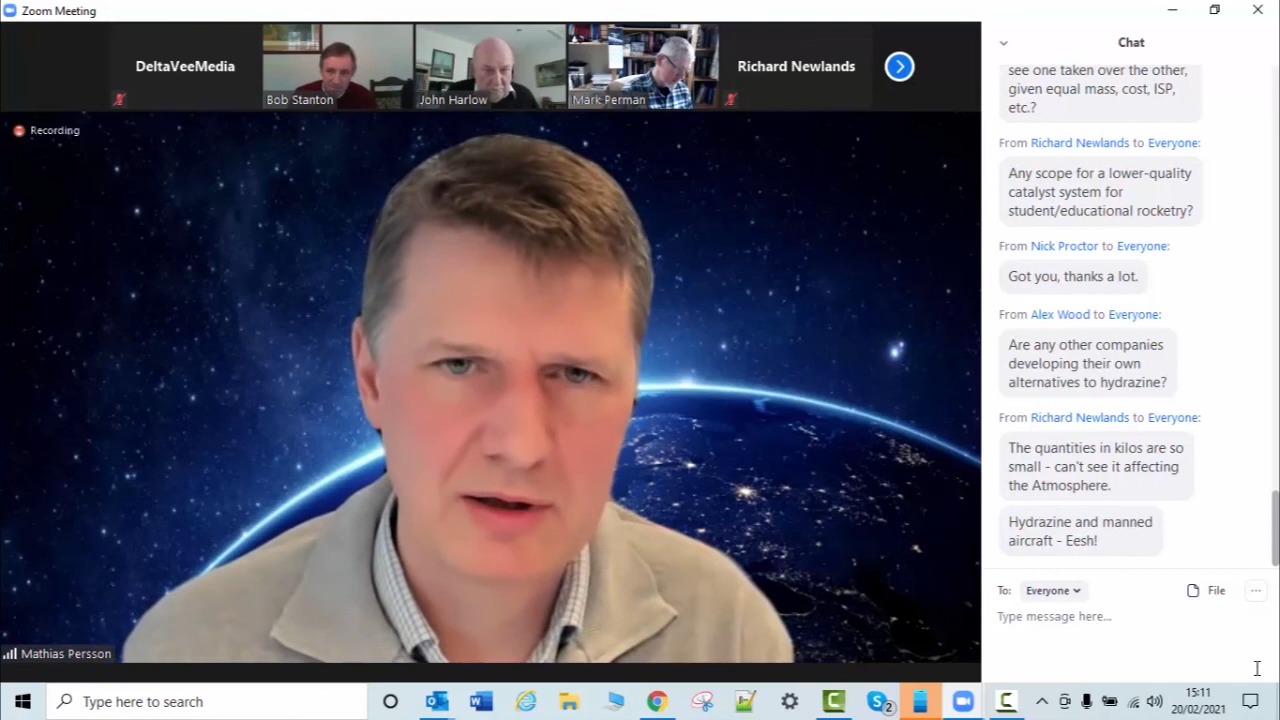 Zoom Meeting
DeltaVeeMedia
Bob Stanton
John Harlow
Mark Perman
Richard Newlands
Recording
Mathias Persson
Chat
see one taken over the other,
given equal mass, cost, ISP,
etc.?
From Richard Newlands to Everyone:
Any scope for a lower-quality
catalyst system for
student/educational rocketry?
From Nick Proctor to Everyone:
Got you, thanks a lot.
From Alex Wood to Everyone:
Are any other companies
developing their own
alternatives to hydrazine?
From Richard Newlands to Everyone:
The quantities in kilos are so
small - can't see it affecting
the Atmosphere.
Hydrazine and manned
aircraft - Eesh!
To: Everyone
File
Type message here...
Type here to search
2
15:11
20/02/2021